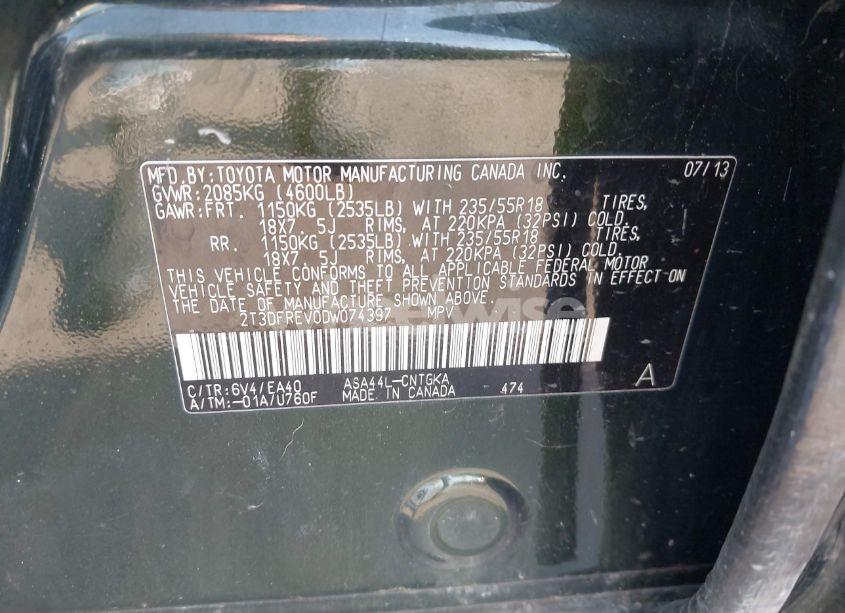 MFD.BY:TOYOTA MOTOR MANUFACTURING CANADA INC. 07/13
GVWR:2085KG (4600LB)
GAWR:FRT. 1150KG (2535LB) WITH 235/55R18 TIRES,
18X7.5J RIMS, AT 220KPA (32PSI) COLD.
RR. 1150KG (2535LB) WITH 235/55R18 TIRES,
18X7.5J RIMS, AT 220KPA (32PSI) COLD.
THIS VEHICLE CONFORMS TO ALL APPLICABLE FEDERAL MOTOR
VEHICLE SAFETY AND THEFT PREVENTION STANDARDS IN EFFECT ON
THE DATE OF MANUFACTURE SHOWN ABOVE.
2T3DFREV0DW074397 MPV
C/TR:6V4/EA40 ASA44L-CNTGKA A
A/TM:-01A/U760F MADE IN CANADA 474